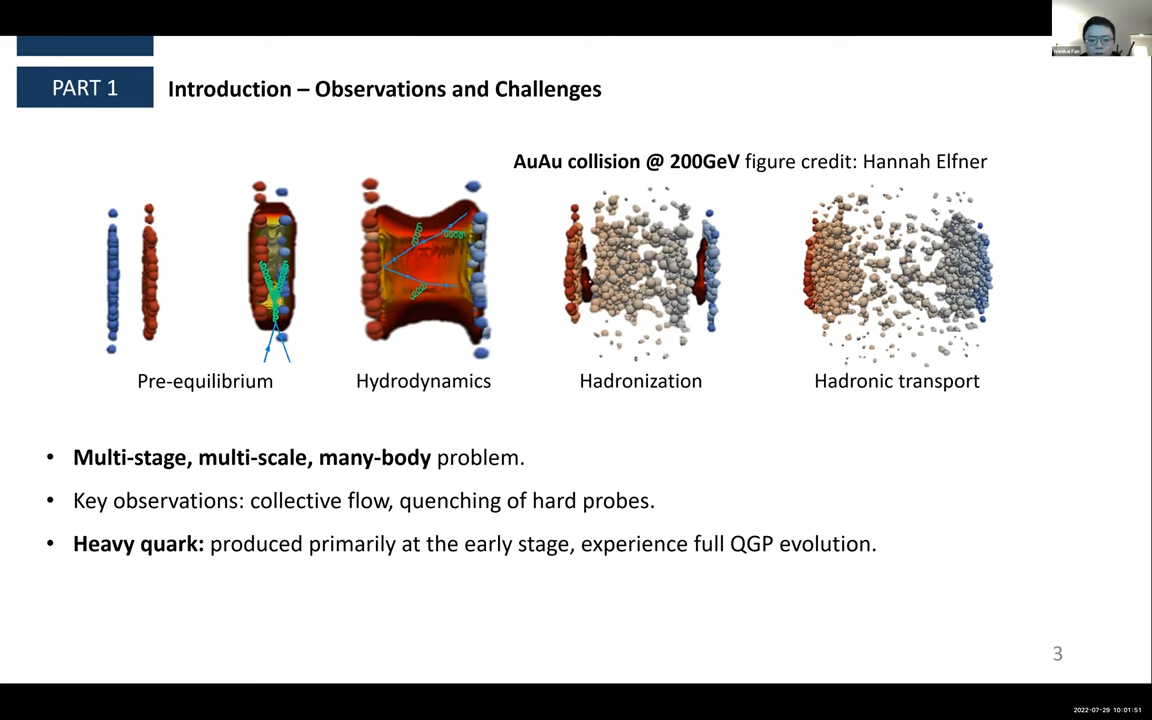 Wenkai Fan
PART 1
Introduction – Observations and Challenges
AuAu collision @ 200GeV figure credit: Hannah Elfner
Pre-equilibrium
Hydrodynamics
Hadronization
Hadronic transport
• Multi-stage, multi-scale, many-body problem.
• Key observations: collective flow, quenching of hard probes.
• Heavy quark: produced primarily at the early stage, experience full QGP evolution.
3
2022-07-29 10:01:51